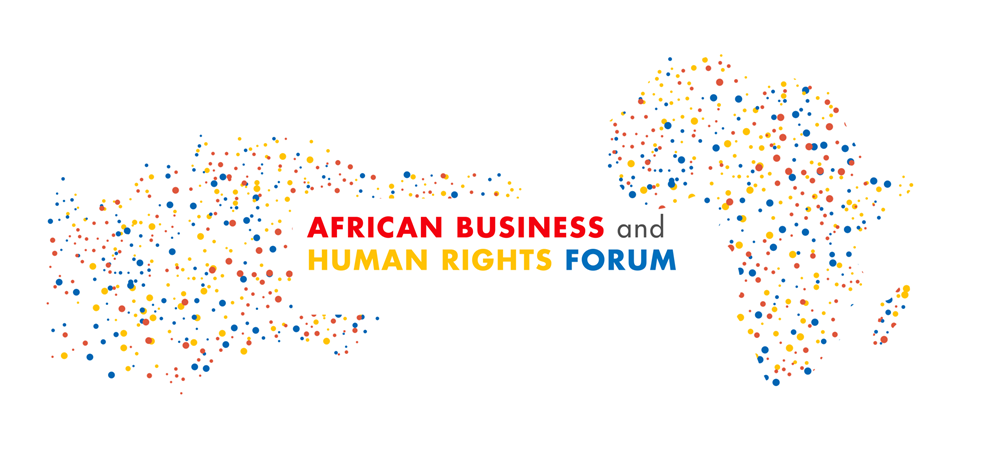 AFRICAN BUSINESS and
HUMAN RIGHTS FORUM